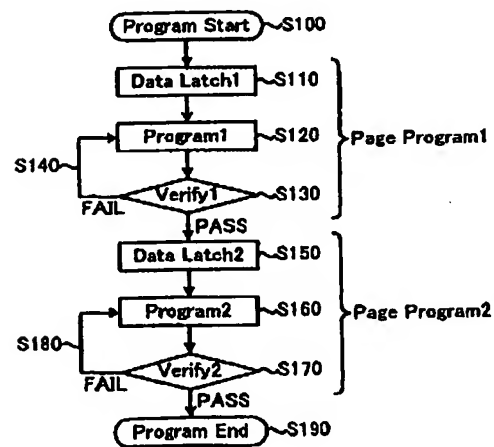 Program Start S100
Data Latch1 S110
Program1 S120
Page Program1
S140
Verify1 S130
FAIL
PASS
Data Latch2 S150
Program2 S160
Page Program2
S180
Verify2 S170
FAIL
PASS
Program End S190